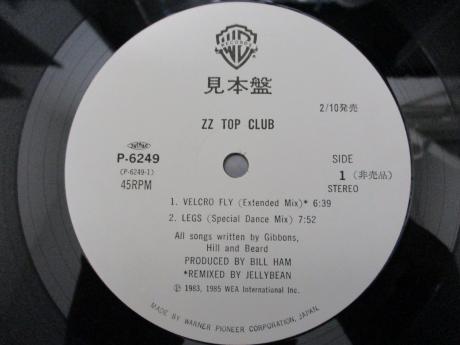 WB
RECORDS
見本盤
2/10発売
ZZ TOP CLUB
P-6249
(P-6249-1)
45RPM
SIDE
1 (非売品)
STEREO
1. VELCRO FLY (Extended Mix)* 6:39
2. LEGS (Special Dance Mix) 7:52
All songs written by Gibbons,
Hill and Beard
PRODUCED BY BILL HAM
*REMIXED BY JELLYBEAN
Ⓟ 1983, 1985 WEA International Inc.
MADE BY WARNER PIONEER CORPORATION, JAPAN